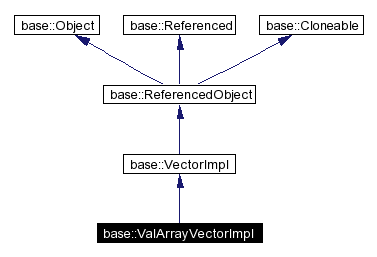 base::Object
base::Referenced
base::Cloneable
base::ReferencedObject
base::VectorImpl
base::ValArrayVectorImpl